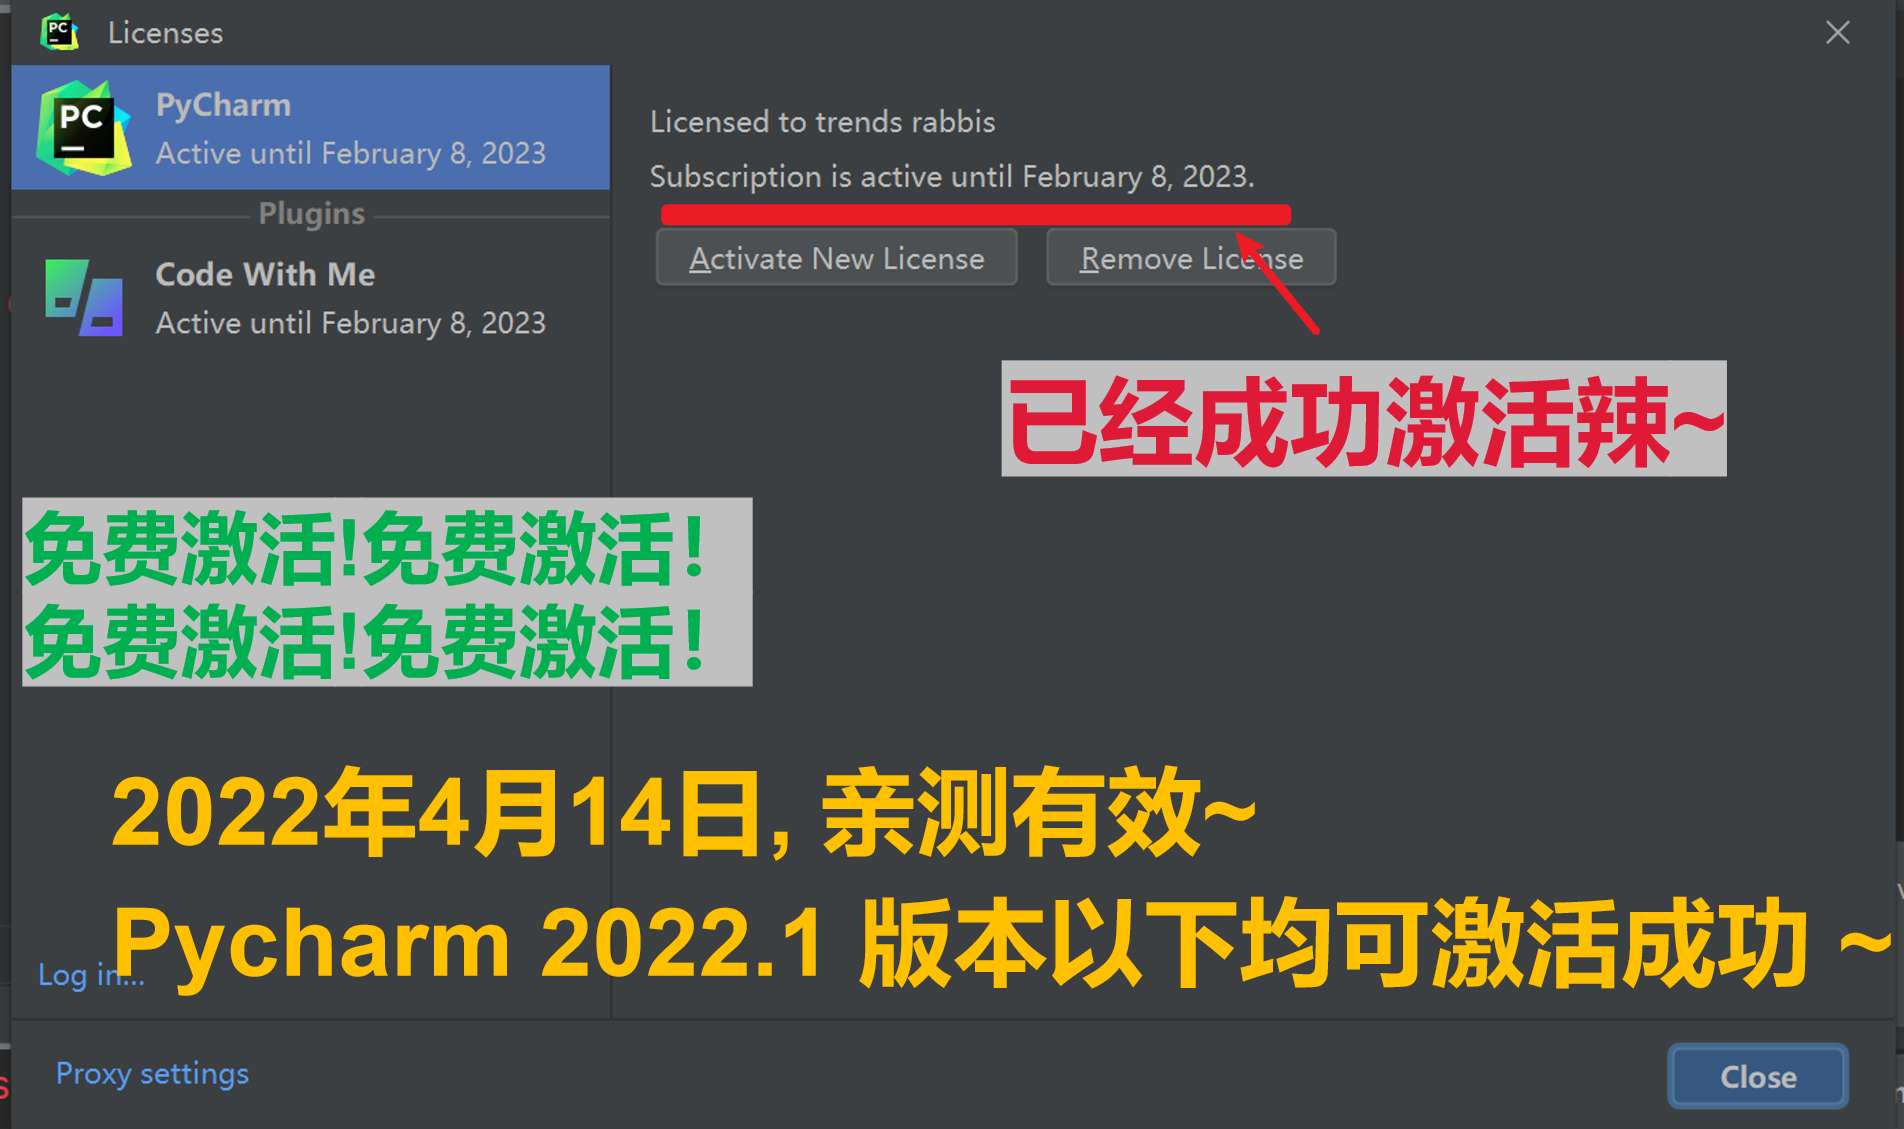 PC Licenses
PC
PyCharm
Active until February 8, 2023
Plugins
Code With Me
Active until February 8, 2023
Licensed to trends rabbis
Subscription is active until February 8, 2023.
Activate New License
Remove License
已经成功激活辣~
免费激活!免费激活!
免费激活!免费激活!
2022年4月14日, 亲测有效~
Pycharm 2022.1 版本以下均可激活成功 ~
Log in...
Proxy settings
Close